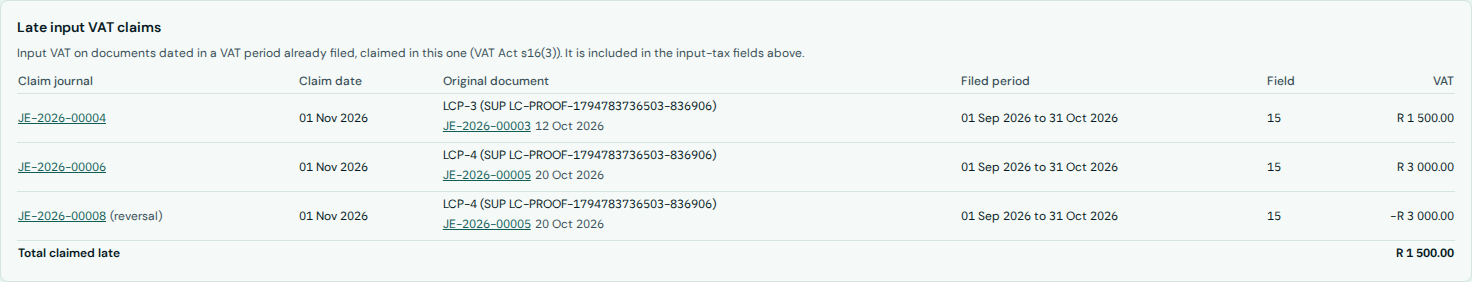 Late input VAT claims
Input VAT on documents dated in a VAT period already filed, claimed in this one (VAT Act s16(3)). It is included in the input-tax fields above.
Claim journal Claim date Original document Filed period Field VAT
LCP-3 (SUP LC-PROOF-1794783736503-836906)
JE-2026-00004 01 Nov 2026 JE-2026-00003 12 Oct 2026 01 Sep 2026 to 31 Oct 2026 15 R 1 500.00
LCP-4 (SUP LC-PROOF-1794783736503-836906)
JE-2026-00006 01 Nov 2026 JE-2026-00005 20 Oct 2026 01 Sep 2026 to 31 Oct 2026 15 R 3 000.00
LCP-4 (SUP LC-PROOF-1794783736503-836906)
JE-2026-00008 (reversal) 01 Nov 2026 JE-2026-00005 20 Oct 2026 01 Sep 2026 to 31 Oct 2026 15 −R 3 000.00
Total claimed late R 1 500.00